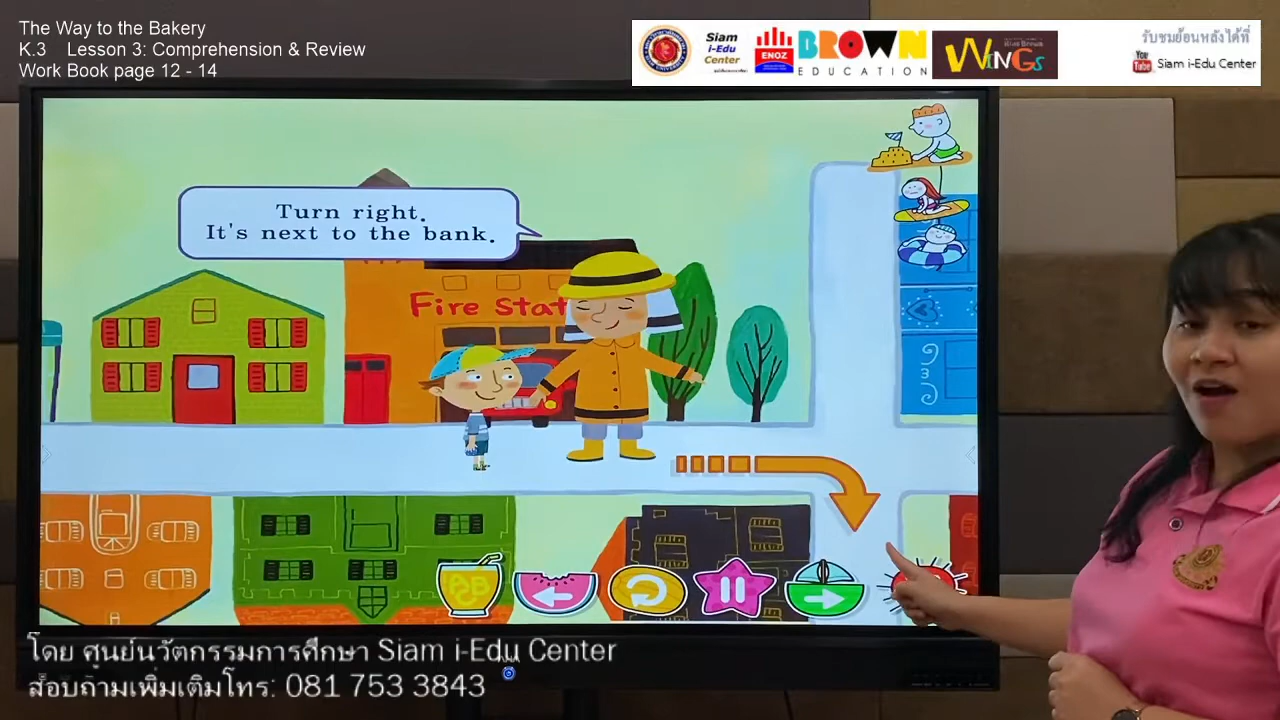 The Way to the Bakery
K.3 Lesson 3: Comprehension & Review
Work Book page 12 - 14
Siam
i-Edu
Center
ENOZ
BROWN
EDUCATION
WINGS
รับชมย้อนหลังได้ที่
You
Tube
Siam i-Edu Center
Turn right.
It's next to the bank.
Fire Stat
ABC
โดย ศูนย์นวัตกรรมการศึกษา Siam i-Edu Center
สอบถามเพิ่มเติมโทร: 081 753 3843